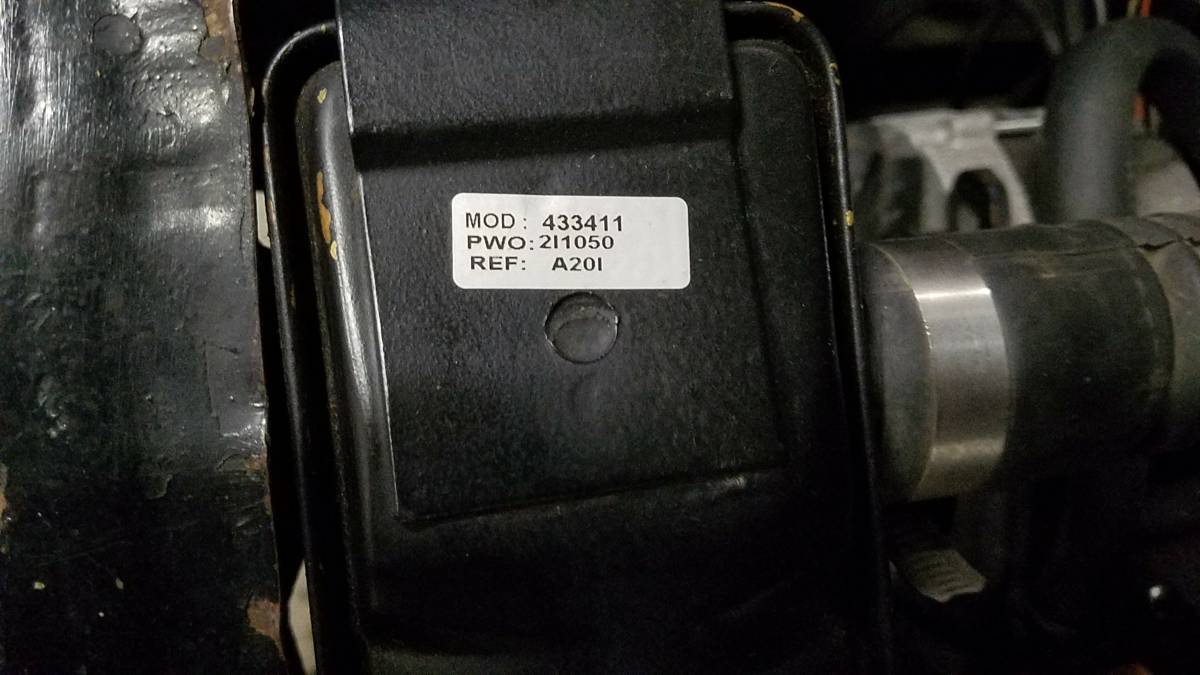 MOD: 433411
PWO: 2I1050
REF: A20I